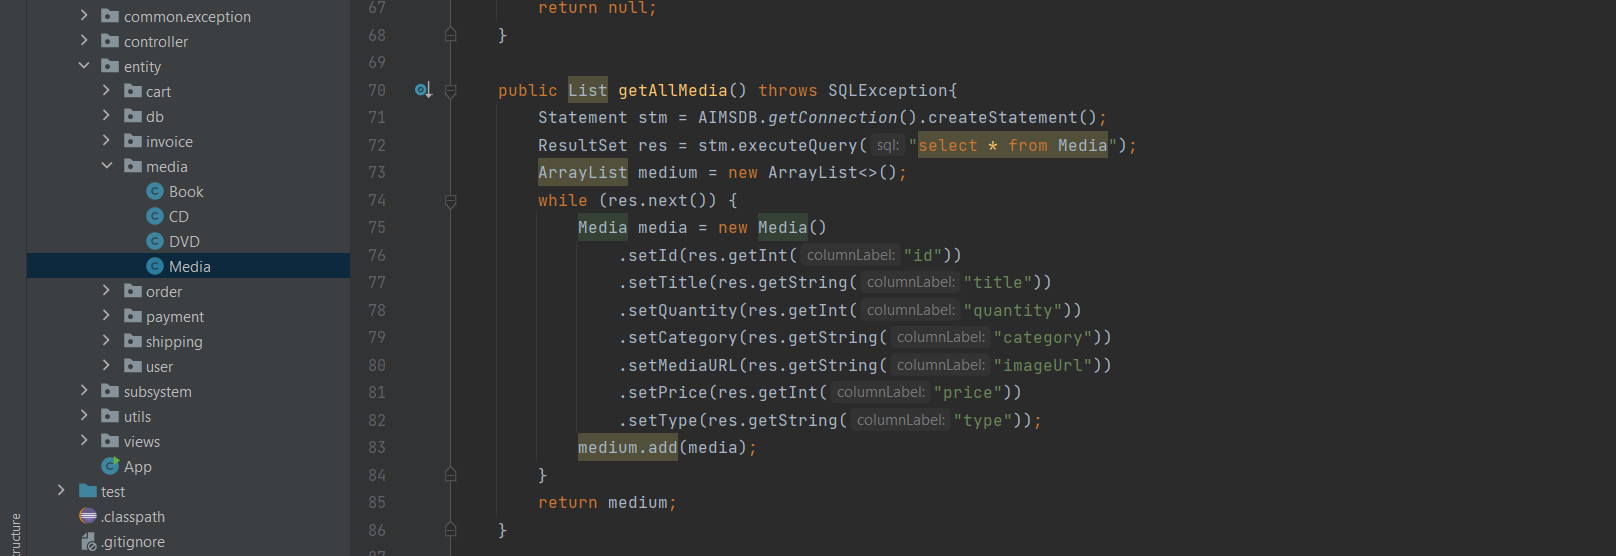 common.exception
controller
entity
cart
db
invoice
media
Book
CD
DVD
Media
order
payment
shipping
user
subsystem
utils
views
App
test
.classpath
.gitignore
ructure
67 return null;
68 }
69
70 public List getAllMedia() throws SQLException{
71 Statement stm = AIMSDB.getConnection().createStatement();
72 ResultSet res = stm.executeQuery( sql: "select * from Media");
73 ArrayList medium = new ArrayList<>();
74 while (res.next()) {
75 Media media = new Media()
76 .setId(res.getInt( columnLabel: "id"))
77 .setTitle(res.getString( columnLabel: "title"))
78 .setQuantity(res.getInt( columnLabel: "quantity"))
79 .setCategory(res.getString( columnLabel: "category"))
80 .setMediaURL(res.getString( columnLabel: "imageUrl"))
81 .setPrice(res.getInt( columnLabel: "price"))
82 .setType(res.getString( columnLabel: "type"));
83 medium.add(media);
84 }
85 return medium;
86 }